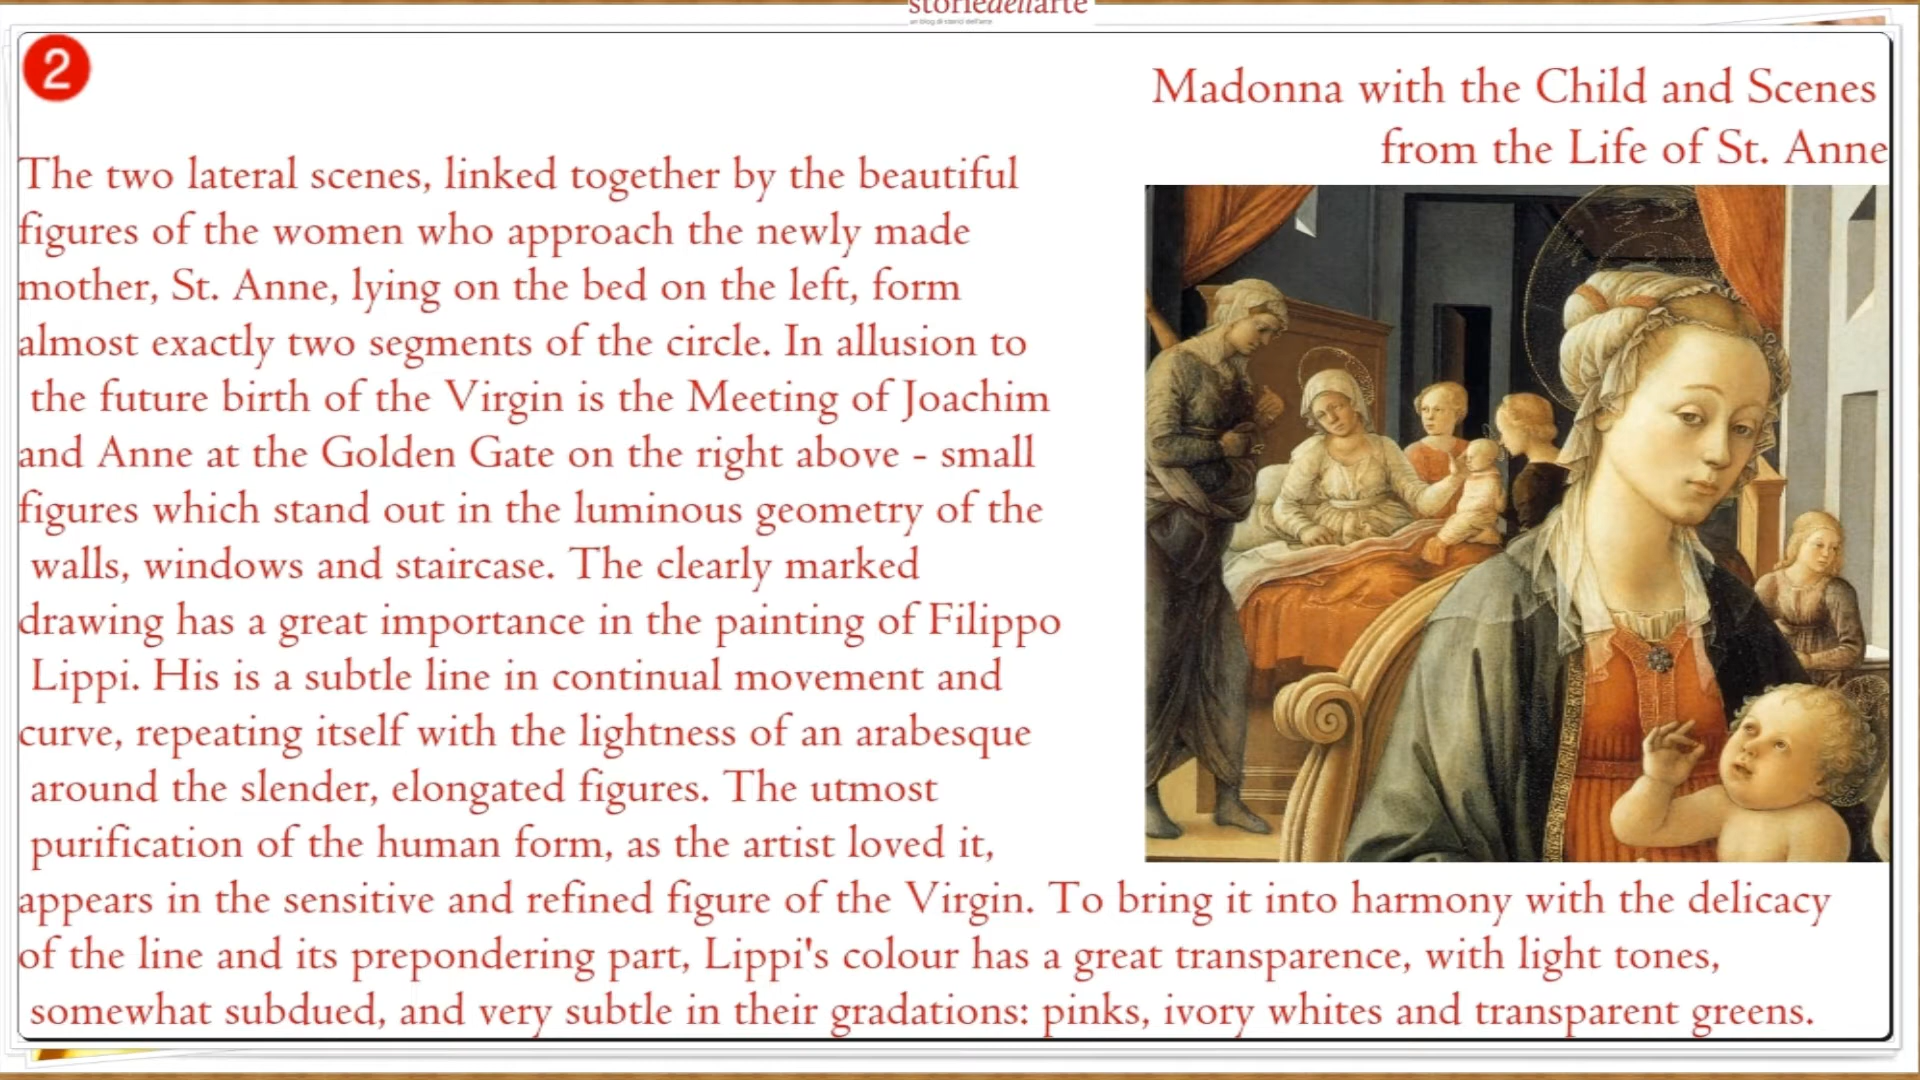 storiedellarte
un blog di storici dell'arte
2
Madonna with the Child and Scenes
from the Life of St. Anne
The two lateral scenes, linked together by the beautiful
figures of the women who approach the newly made
mother, St. Anne, lying on the bed on the left, form
almost exactly two segments of the circle. In allusion to
the future birth of the Virgin is the Meeting of Joachim
and Anne at the Golden Gate on the right above - small
figures which stand out in the luminous geometry of the
walls, windows and staircase. The clearly marked
drawing has a great importance in the painting of Filippo
Lippi. His is a subtle line in continual movement and
curve, repeating itself with the lightness of an arabesque
around the slender, elongated figures. The utmost
purification of the human form, as the artist loved it,
appears in the sensitive and refined figure of the Virgin. To bring it into harmony with the delicacy
of the line and its prepondering part, Lippi's colour has a great transparence, with light tones,
somewhat subdued, and very subtle in their gradations: pinks, ivory whites and transparent greens.